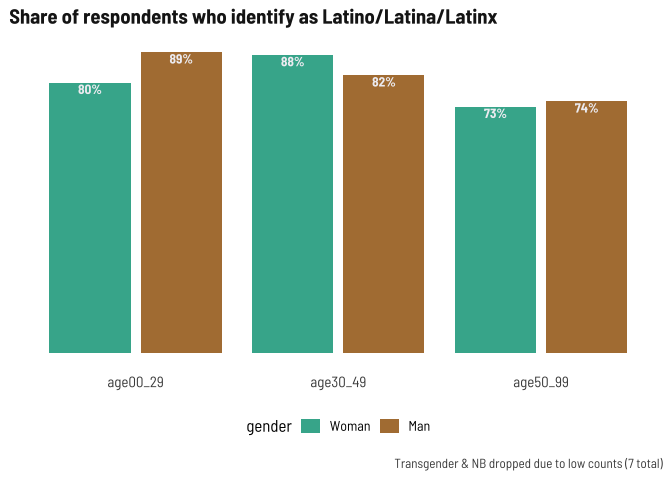 Share of respondents who identify as Latino/Latina/Latinx
80%
89%
88%
82%
73%
74%
age00_29
age30_49
age50_99
gender Woman Man
Transgender & NB dropped due to low counts (7 total)